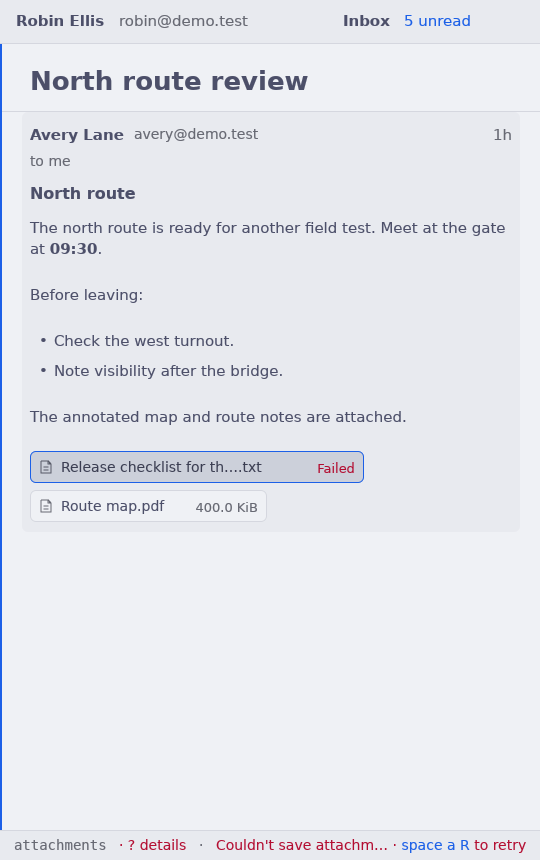 Robin Ellis robin@demo.test Inbox 5 unread
North route review
Avery Lane avery@demo.test 1h
to me
North route
The north route is ready for another field test. Meet at the gate
at 09:30.
Before leaving:
• Check the west turnout.
• Note visibility after the bridge.
The annotated map and route notes are attached.
Release checklist for th....txt Failed
Route map.pdf 400.0 KiB
attachments · ? details · Couldn't save attachm... · space a R to retry